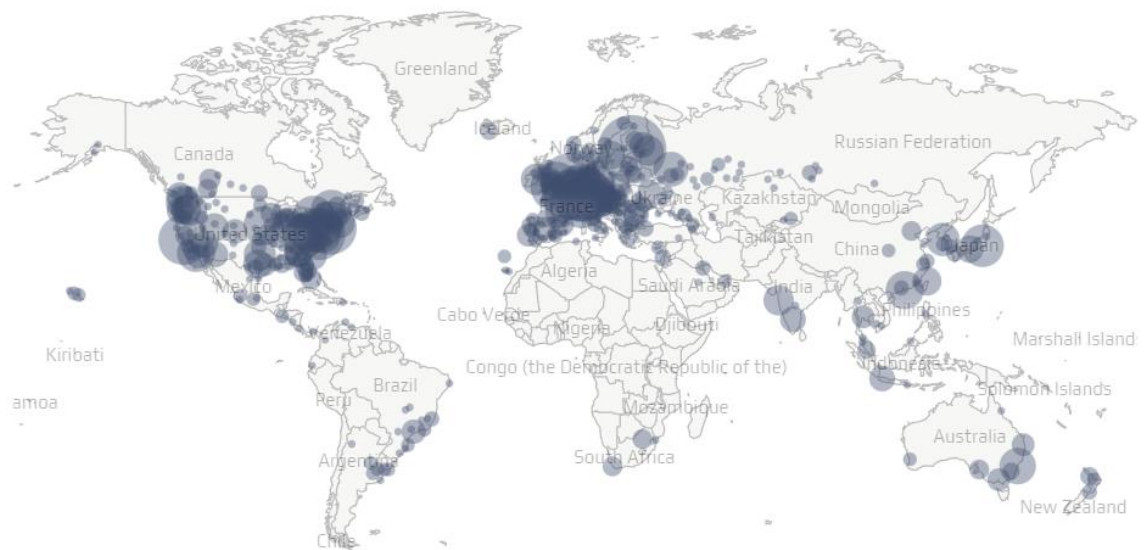 Greenland
Iceland
Russian Federation
Norway
Canada
Ukraine
Kazakhstan
France
Mongolia
United States
Japan
Tajikistan
China
Algeria
Mexico
Saudi Arabia
India
Cabo Verde
Philippines
Nigeria
Djibouti
Venezuela
Marshall Islands
Kiribati
Indonesia
Congo (the Democratic Republic of the)
Brazil
Solomon Islands
Peru
amoa
Mozambique
Australia
South Africa
Argentina
New Zealand
Chile